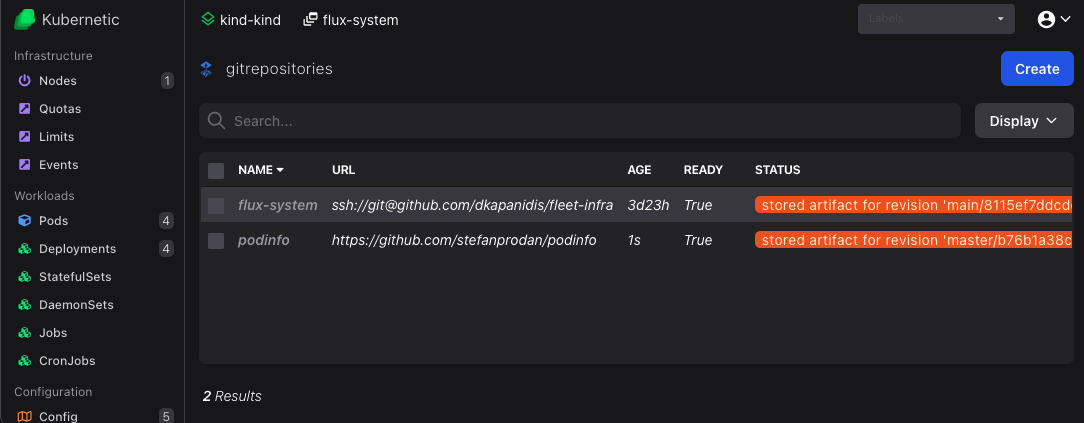 Kubernetic
kind-kind
flux-system
Labels
Infrastructure
Nodes 1
Quotas
Limits
Events
Workloads
Pods 4
Deployments 4
StatefulSets
DaemonSets
Jobs
CronJobs
Configuration
Config 5
gitrepositories
Create
Search...
Display
NAME URL AGE READY STATUS
flux-system ssh://git@github.com/dkapanidis/fleet-infra 3d23h True stored artifact for revision 'main/8115ef7ddcd
podinfo https://github.com/stefanprodan/podinfo 1s True stored artifact for revision 'master/b76b1a38c
2 Results